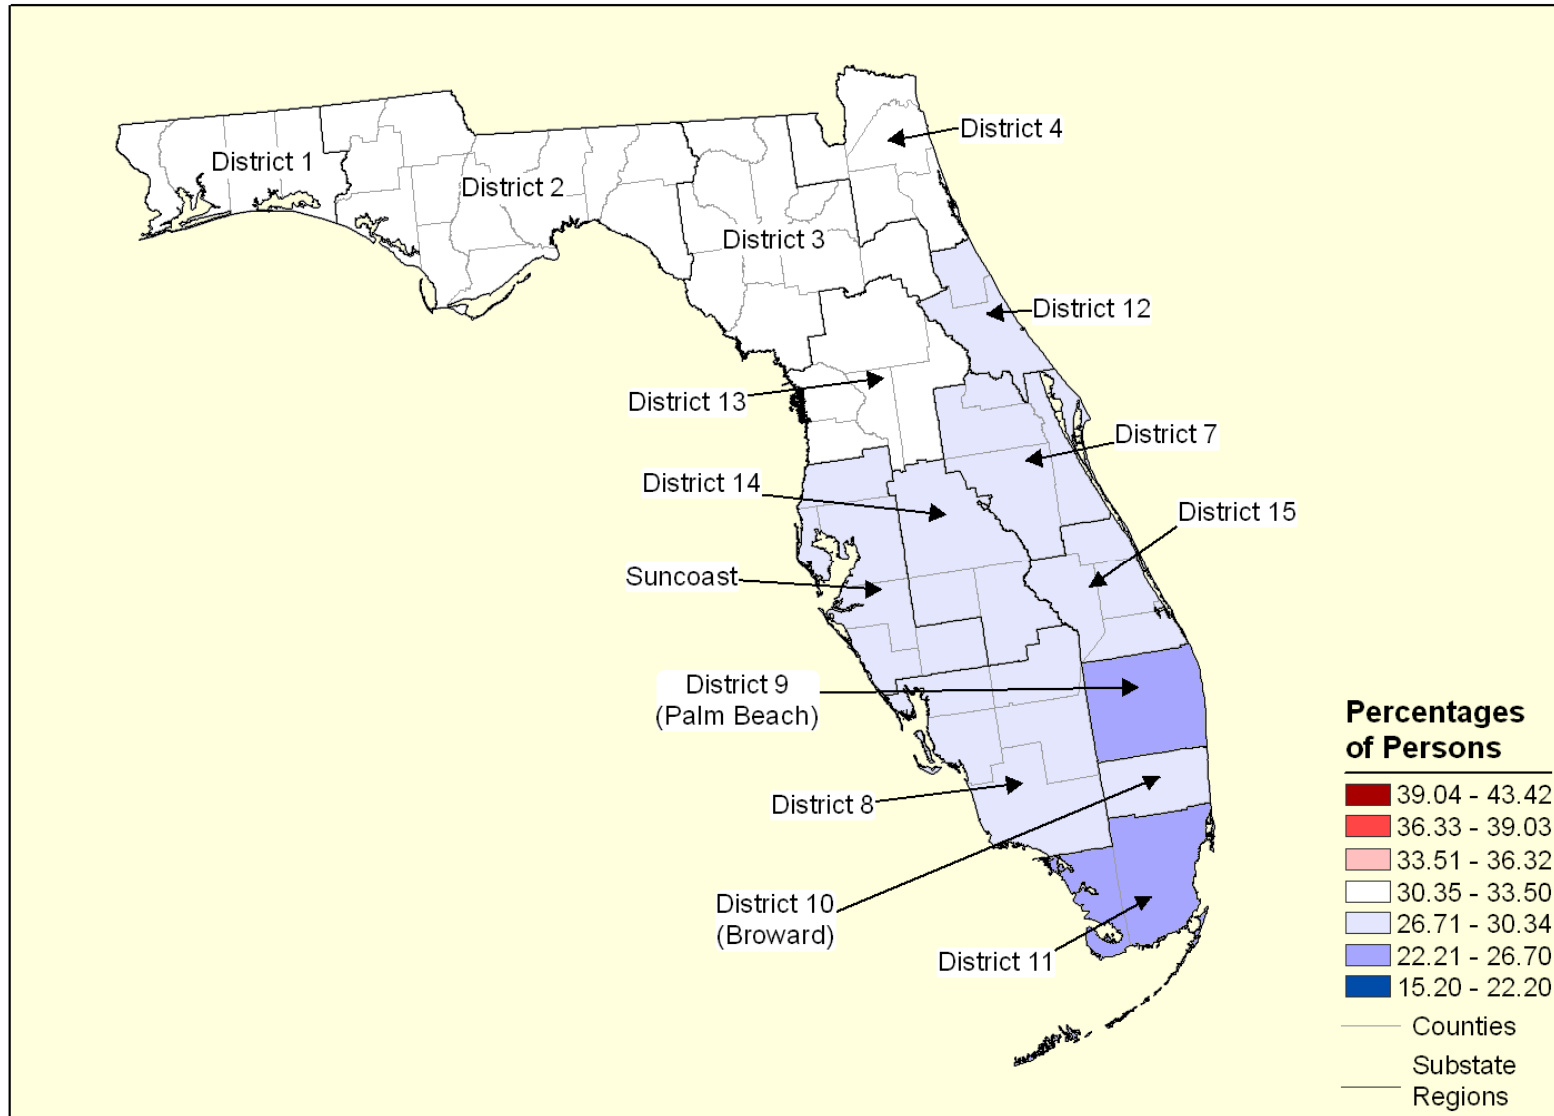 District 4
District 1
District 2
District 3
District 12
District 13
District 7
District 14
District 15
Suncoast
District 9
(Palm Beach)
District 8
District 10
(Broward)
District 11
Percentages
of Persons
39.04 - 43.42
36.33 - 39.03
33.51 - 36.32
30.35 - 33.50
26.71 - 30.34
22.21 - 26.70
15.20 - 22.20
Counties
Substate
Regions